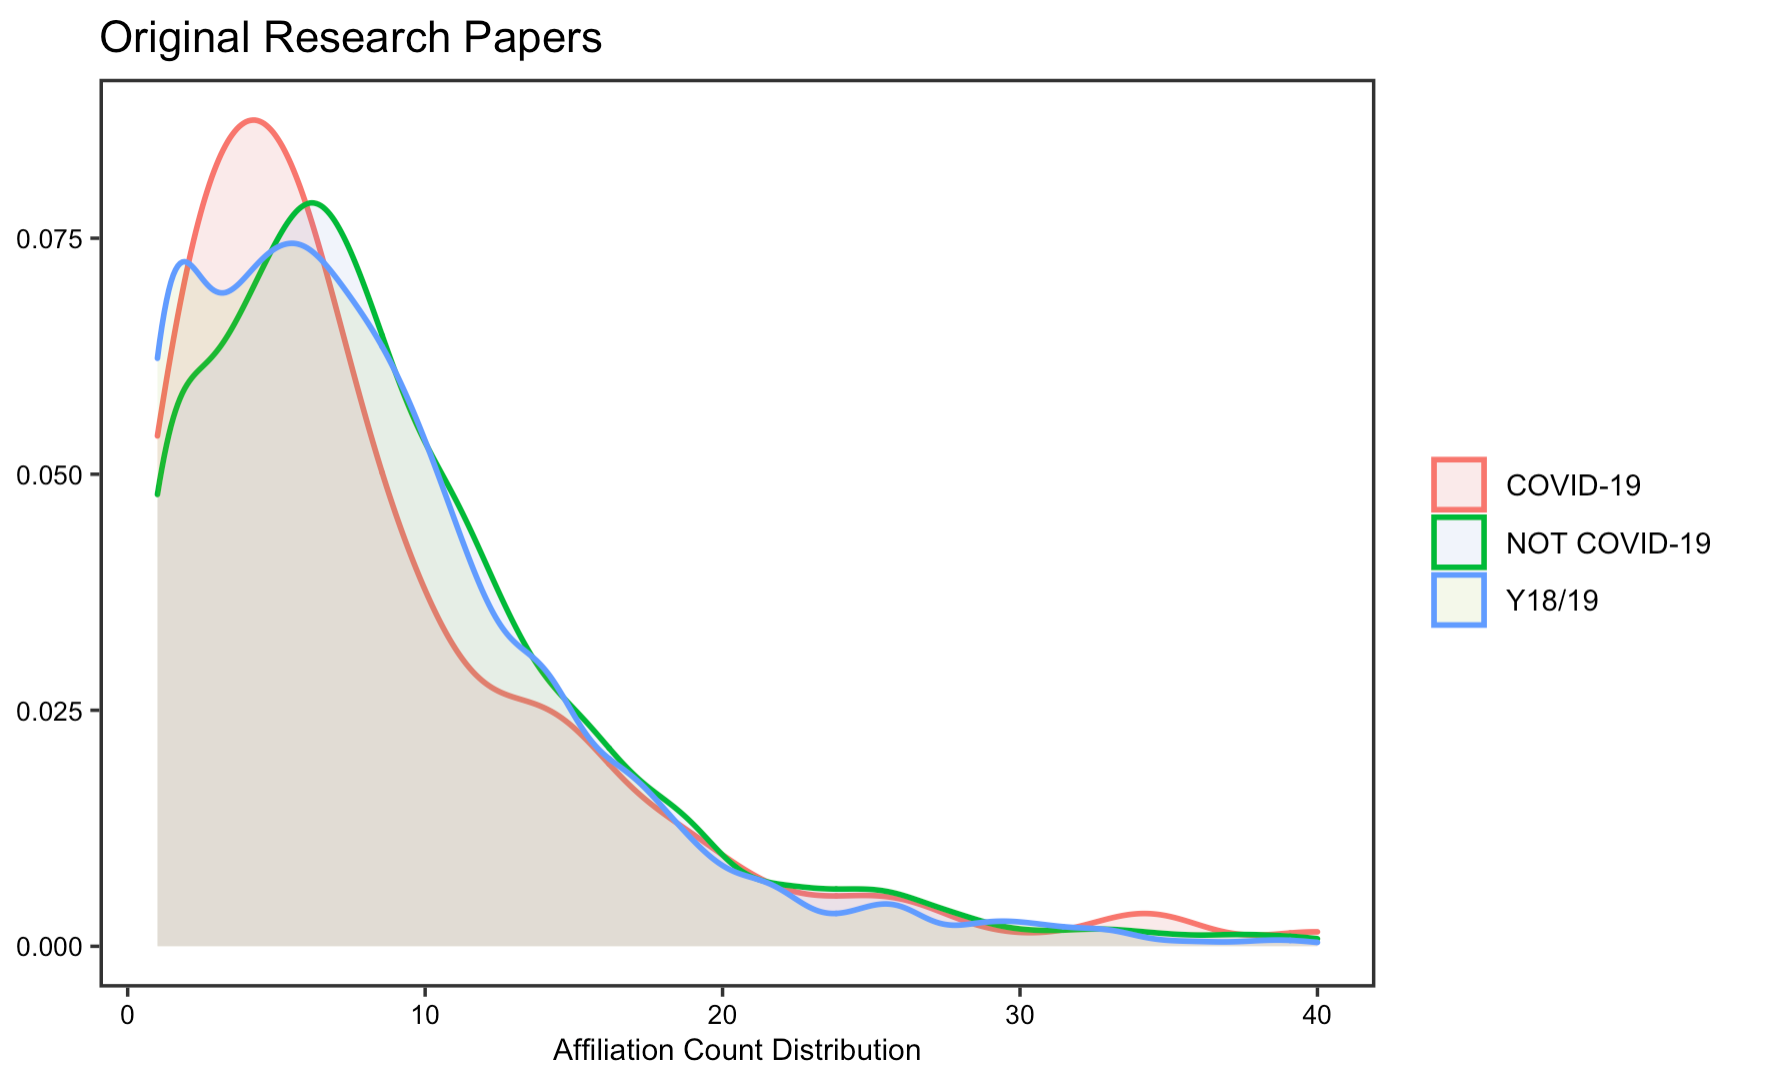 Original Research Papers
0.075
0.050
0.025
0.000
0 10 20 30 40
Affiliation Count Distribution
COVID-19
NOT COVID-19
Y18/19